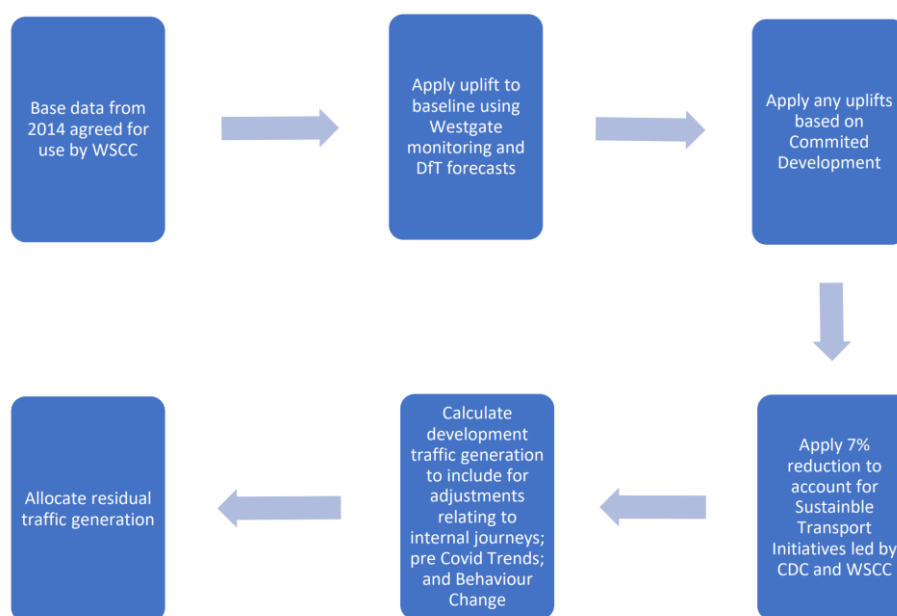 Base data from
2014 agreed for
use by WSCC
Apply uplift to
baseline using
Westgate
monitoring and
DfT forecasts
Apply any uplifts
based on
Commited
Development
Apply 7%
reduction to
account for
Sustainble
Transport
Initiatives led by
CDC and WSCC
Calculate
development
traffic generation
to include for
adjustments
relating to
internal journeys;
pre Covid Trends;
and Behaviour
Change
Allocate residual
traffic generation